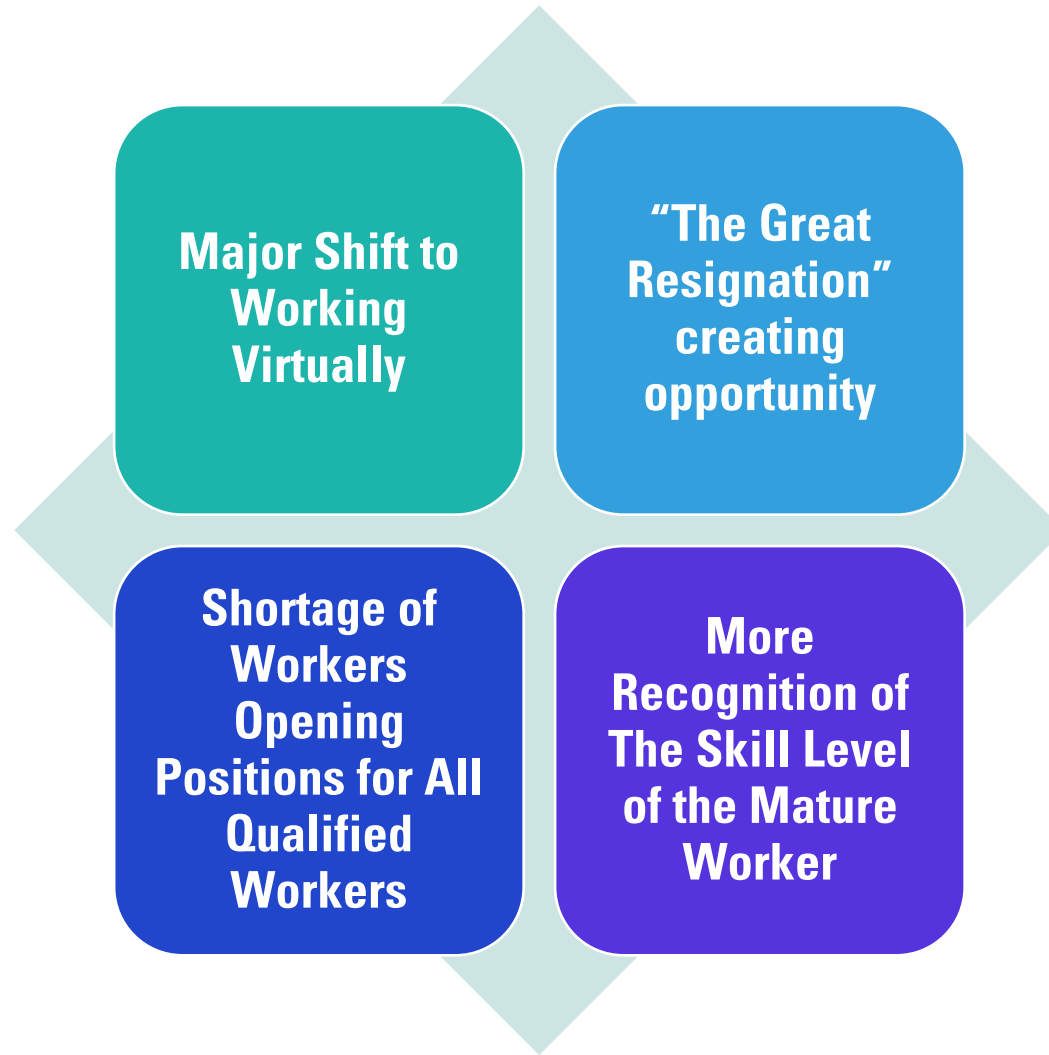 Major Shift to
Working
Virtually
“The Great
Resignation”
creating
opportunity
Shortage of
Workers
Opening
Positions for All
Qualified
Workers
More
Recognition of
The Skill Level
of the Mature
Worker